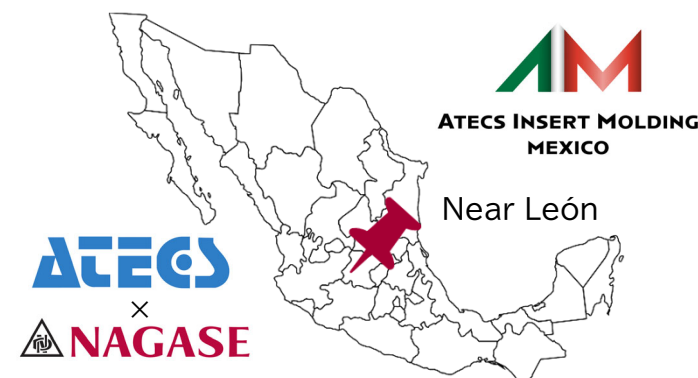 AM
ATECS INSERT MOLDING
MEXICO
Near León
ATECS
×
NAGASE